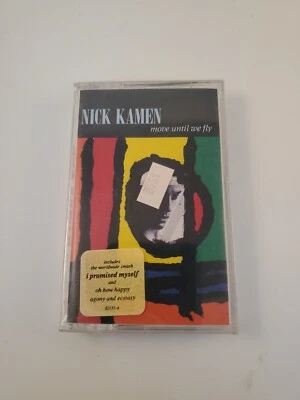 NICK KAMEN
move until we fly
includes
the worldwide smash
i promised myself
and
oh how happy
agony and ecstasy